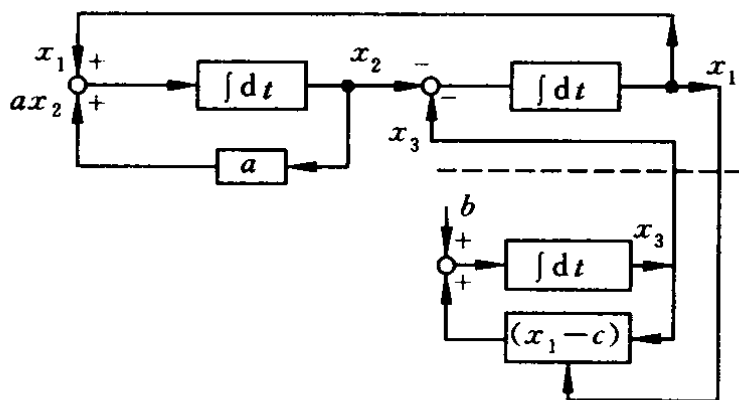 x₁ + ∫dt x₂ − ∫dt x₁
ax₂ + −
x₃
a
b
+ ∫dt x₃
+
(x₁ − c)